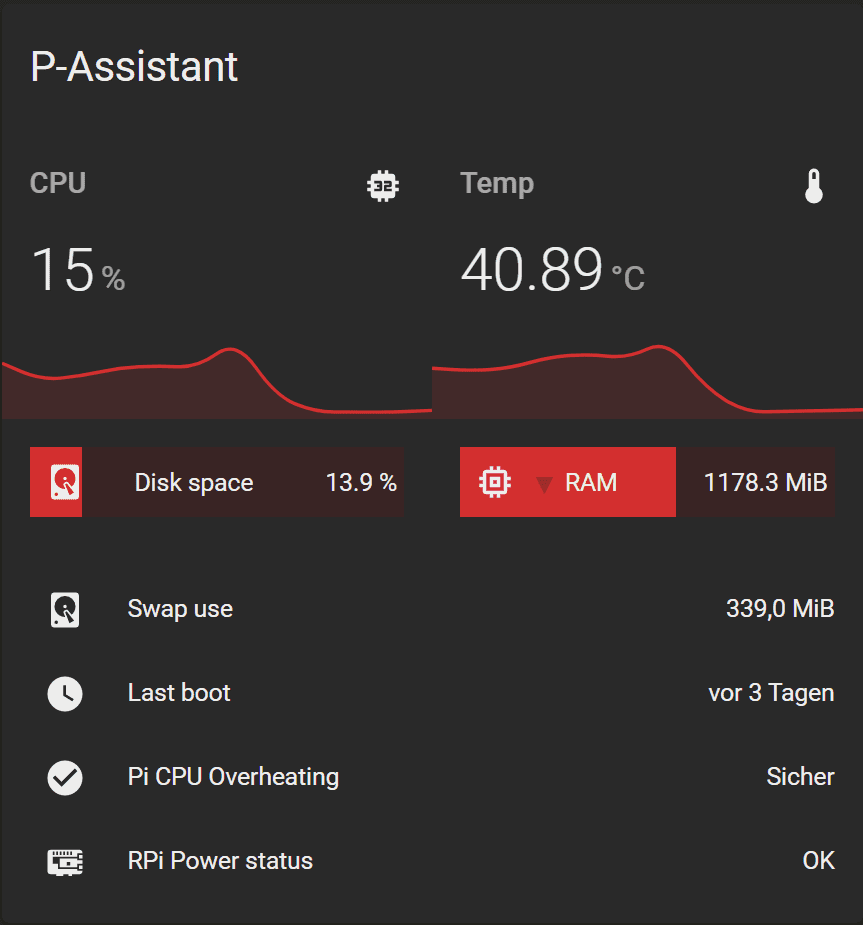 P-Assistant
CPU
32
Temp
15 %
40.89 °C
Disk space 13.9 %
RAM 1178.3 MiB
Swap use 339,0 MiB
Last boot vor 3 Tagen
Pi CPU Overheating Sicher
RPi Power status OK